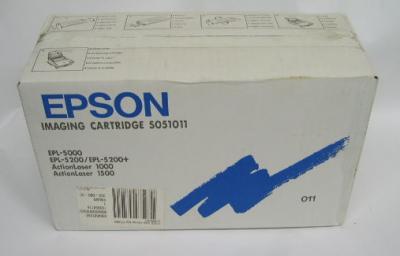 EPSON
IMAGING CARTRIDGE S051011
EPL-5000
EPL-5200/EPL-5200+
ActionLaser 1000
ActionLaser 1500
011